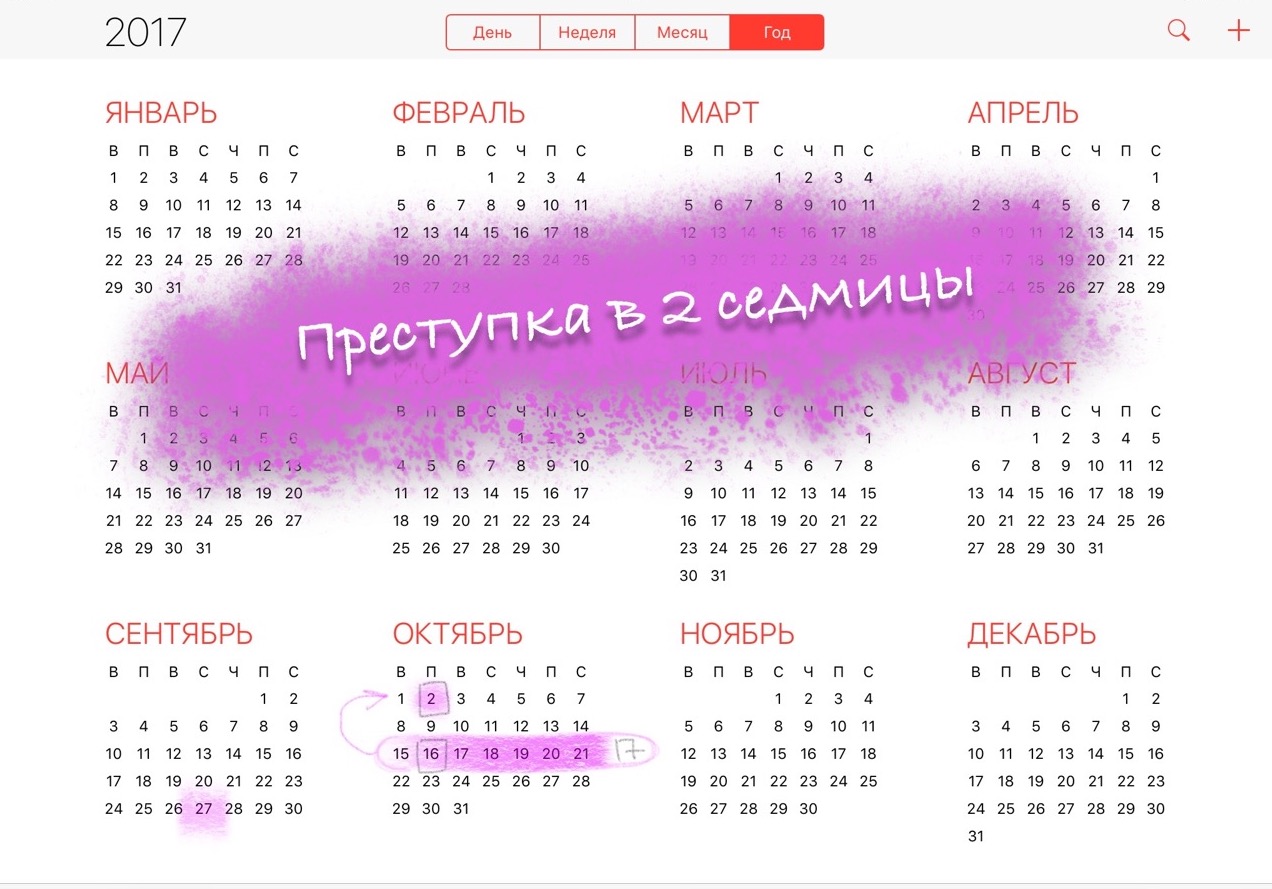 2017
День Неделя Месяц Год
ЯНВАРЬ
В П В С Ч П С
1 2 3 4 5 6 7
8 9 10 11 12 13 14
15 16 17 18 19 20 21
22 23 24 25 26 27 28
29 30 31
ФЕВРАЛЬ
В П В С Ч П С
1 2 3 4
5 6 7 8 9 10 11
12 13 14 15 16 17 18
19 20 21 22 23 24 25
26 27 28
МАРТ
В П В С Ч П С
1 2 3 4
5 6 7 8 9 10 11
12 13 14 15 16 17 18
19 20 21 22 23 24 25
АПРЕЛЬ
В П В С Ч П С
1
2 3 4 5 6 7 8
9 10 11 12 13 14 15
17 18 19 20 21 22
24 25 26 27 28 29
30
Преступка в 2 седмицы
МАЙ
В П В С Ч П С
1 2 3 4 5 6
7 8 9 10 11 12 13
14 15 16 17 18 19 20
21 22 23 24 25 26 27
28 29 30 31
ИЮНЬ
В П В С Ч П С
1 2 3
4 5 6 7 8 9 10
11 12 13 14 15 16 17
18 19 20 21 22 23 24
25 26 27 28 29 30
ИЮЛЬ
В П В С Ч П С
1
2 3 4 5 6 7 8
9 10 11 12 13 14 15
16 17 18 19 20 21 22
23 24 25 26 27 28 29
30 31
АВГУСТ
В П В С Ч П С
1 2 3 4 5
6 7 8 9 10 11 12
13 14 15 16 17 18 19
20 21 22 23 24 25 26
27 28 29 30 31
СЕНТЯБРЬ
В П В С Ч П С
1 2
3 4 5 6 7 8 9
10 11 12 13 14 15 16
17 18 19 20 21 22 23
24 25 26 27 28 29 30
ОКТЯБРЬ
В П В С Ч П С
1 2 3 4 5 6 7
8 9 10 11 12 13 14
15 16 17 18 19 20 21 17
22 23 24 25 26 27 28
29 30 31
НОЯБРЬ
В П В С Ч П С
1 2 3 4
5 6 7 8 9 10 11
12 13 14 15 16 17 18
19 20 21 22 23 24 25
26 27 28 29 30
ДЕКАБРЬ
В П В С Ч П С
1 2
3 4 5 6 7 8 9
10 11 12 13 14 15 16
17 18 19 20 21 22 23
24 25 26 27 28 29 30
31